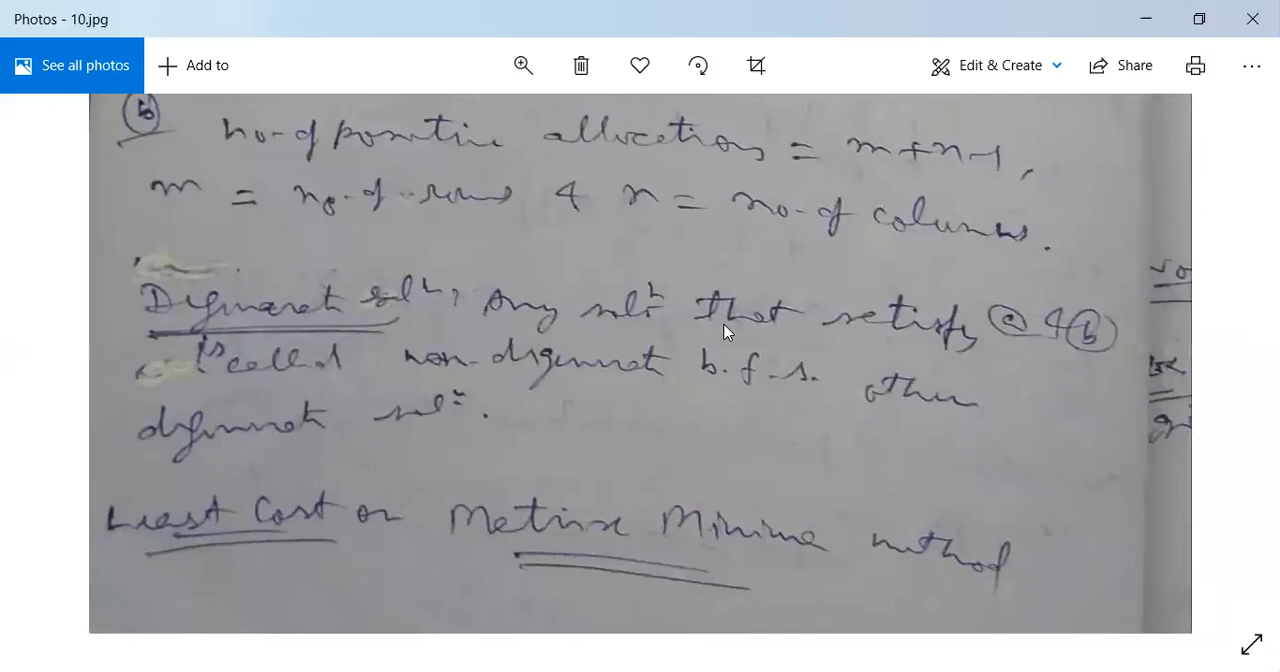 Photos - 10.jpg
See all photos
Add to
Edit & Create
Share
(b)
no-of positive allocations = m+n-1,
m = no-of-rows & n = no-of columns.
Degenerate solⁿ, Any solⁿ that satisfy (a) & (b)
is called non-degenerate b.f.s. other
degenerate solⁿ.
Least Cost or Metrix Minima method